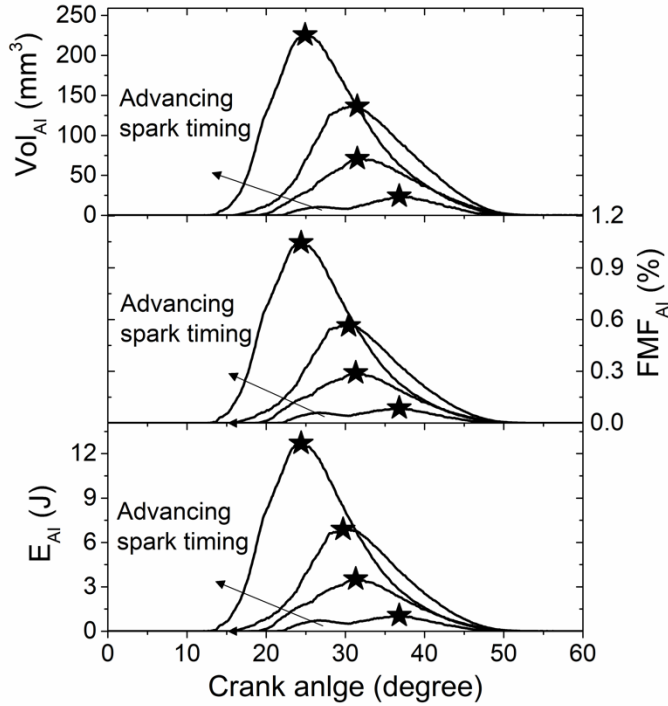 250
200
150
100
50
0
Vol_AI (mm³)
Advancing
spark timing
1.2
0.9
0.6
0.3
0.0
FMF_AI (%)
Advancing
spark timing
12
9
6
3
0
E_AI (J)
Advancing
spark timing
0 10 20 30 40 50 60
Crank anlge (degree)